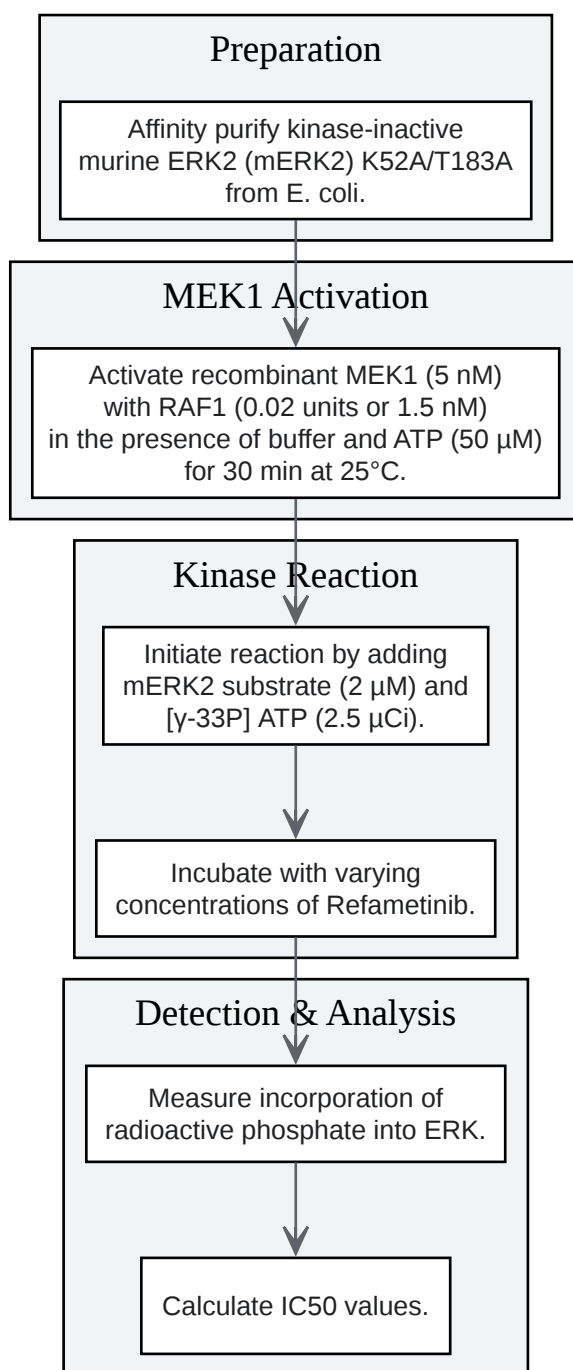 Preparation
Affinity purify kinase-inactive
murine ERK2 (mERK2) K52A/T183A
from E. coli.
MEK1 Activation
Activate recombinant MEK1 (5 nM)
with RAF1 (0.02 units or 1.5 nM)
in the presence of buffer and ATP (50 µM)
for 30 min at 25°C.
Kinase Reaction
Initiate reaction by adding
mERK2 substrate (2 µM) and
[γ-33P] ATP (2.5 µCi).
Incubate with varying
concentrations of Refametinib.
Detection & Analysis
Measure incorporation of
radioactive phosphate into ERK.
Calculate IC50 values.